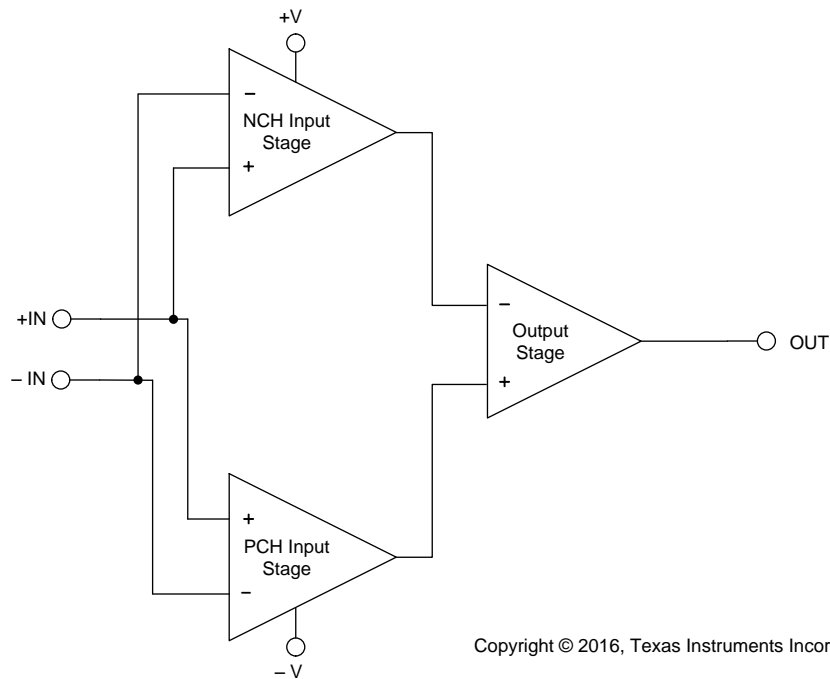 +V
−
NCH Input
Stage
+
+IN
− IN
−
Output
Stage
+
OUT
+
PCH Input
Stage
−
− V
Copyright © 2016, Texas Instruments Incor